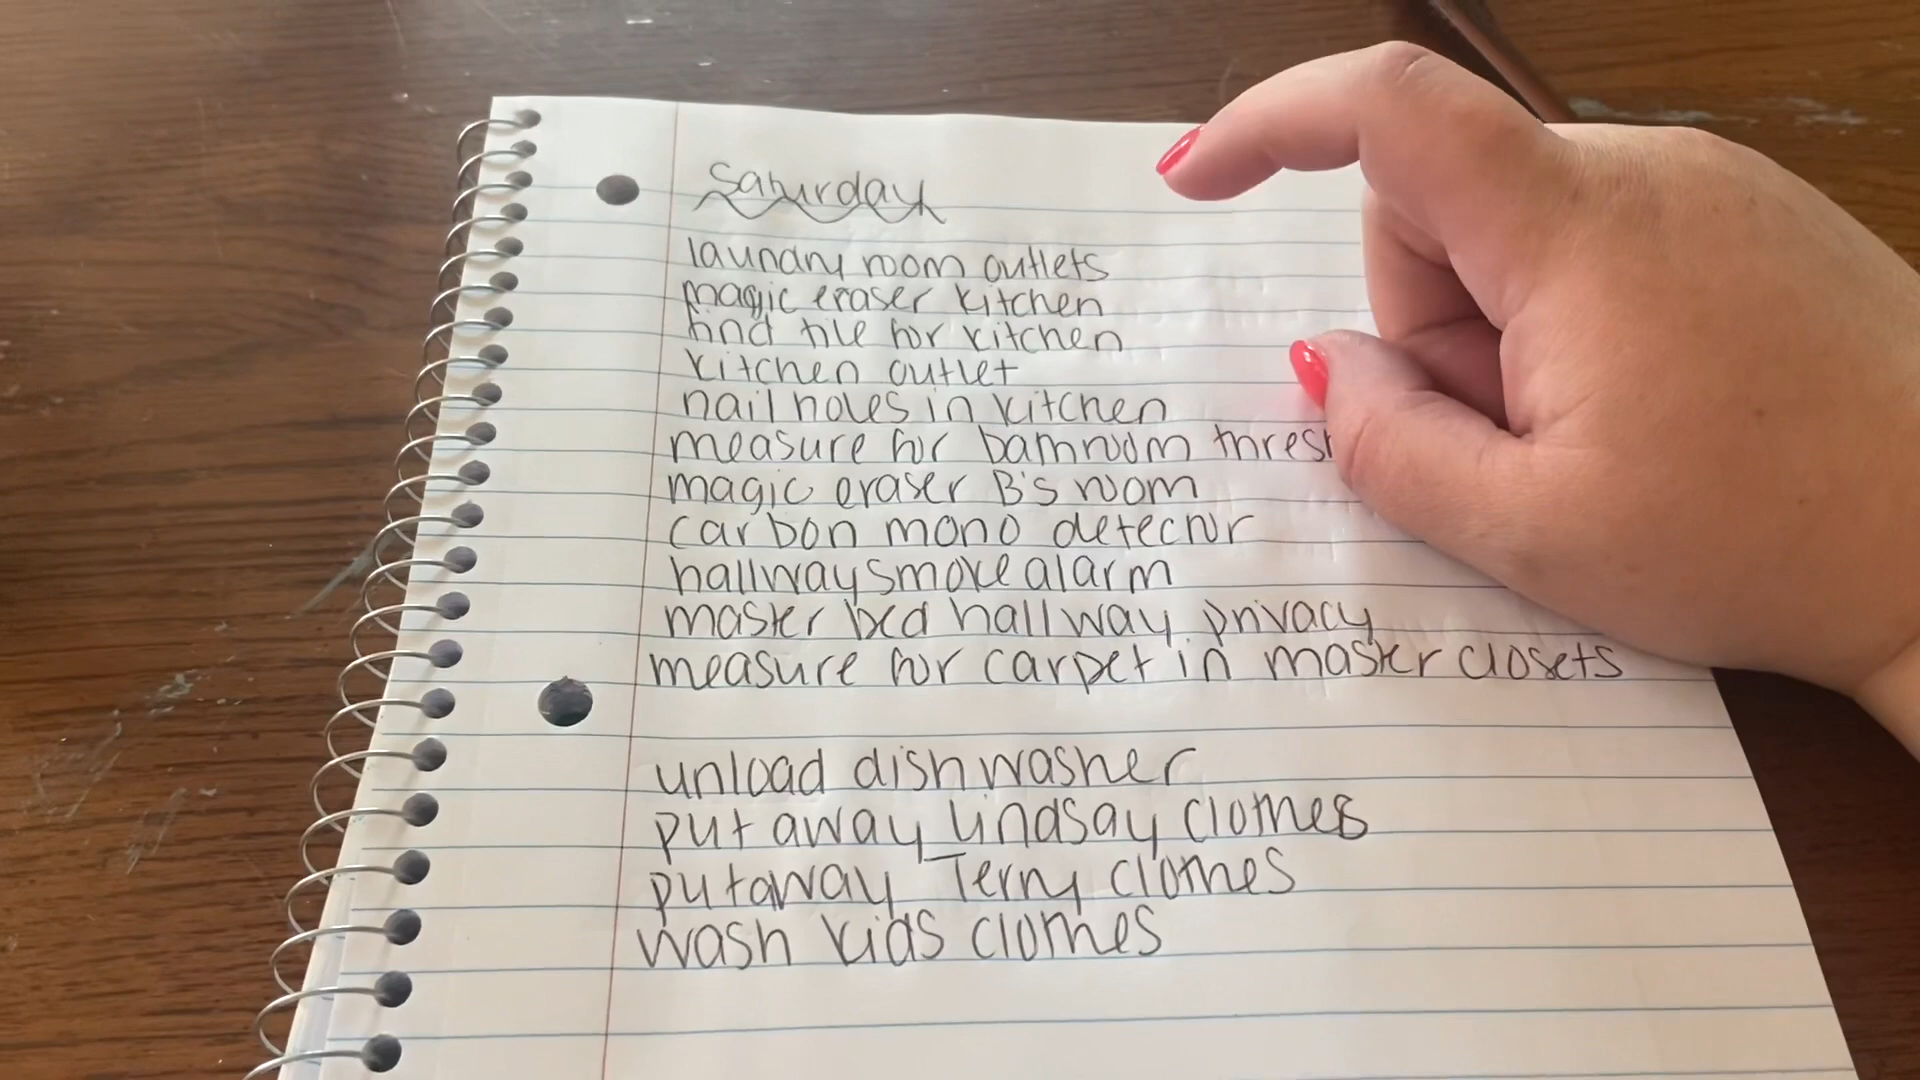 Saturday
laundry room outlets
magic eraser kitchen
find tile for kitchen
kitchen outlet
nail holes in kitchen
measure for bathroom thresh
magic eraser B's room
carbon mono detector
hallway smoke alarm
master bed hallway privacy
measure for carpet in master closets
unload dishwasher
put away Lindsay clothes
put away Terry clothes
wash kids clothes